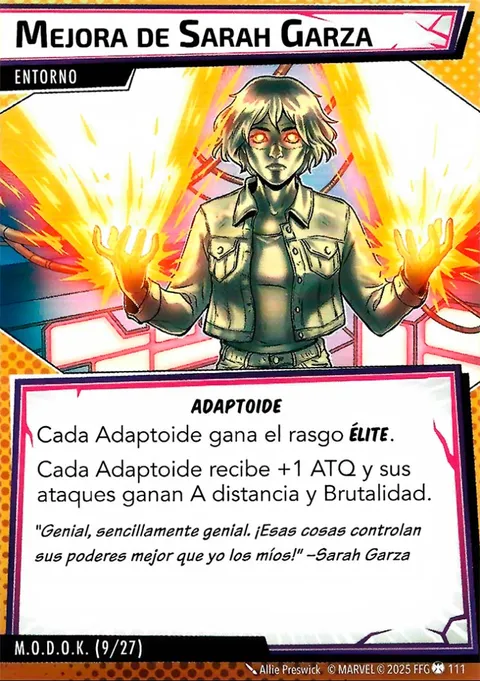 MEJORA DE SARAH GARZA
ENTORNO
ADAPTOIDE
Cada Adaptoide gana el rasgo ÉLITE.
Cada Adaptoide recibe +1 ATQ y sus
ataques ganan A distancia y Brutalidad.
"Genial, sencillamente genial. ¡Esas cosas controlan
sus poderes mejor que yo los míos!" –Sarah Garza
M.O.D.O.K. (9/27)
Allie Preswick © MARVEL © 2025 FFG 111